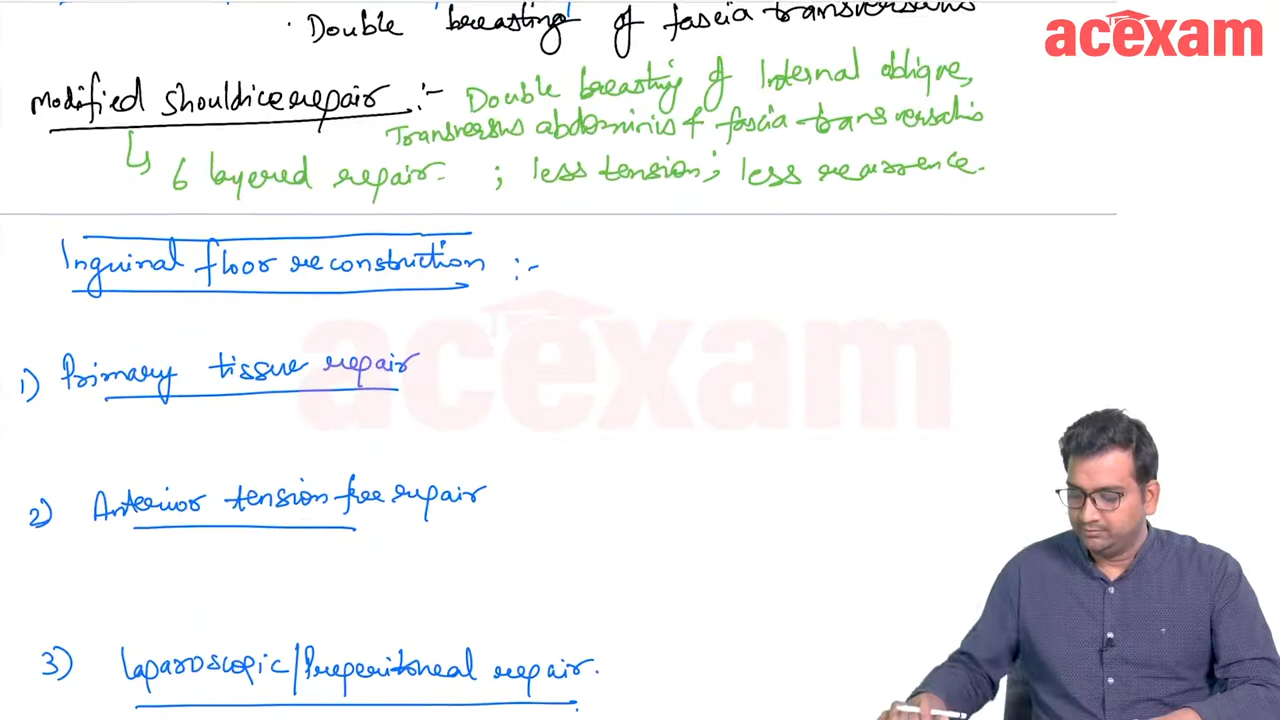 · Double 'breasting' of fascia transversalis
acexam
Modified shouldice repair :- Double breasting of Internal oblique,
Transversus abdominis & fascia transversalis
↳ 6 layered repair. ; less tension; less recurrence.
Inguinal floor reconstruction :-
acexam
1) Primary tissue repair
2) Anterior tension free repair
3) Laparoscopic/Preperitoneal repair.